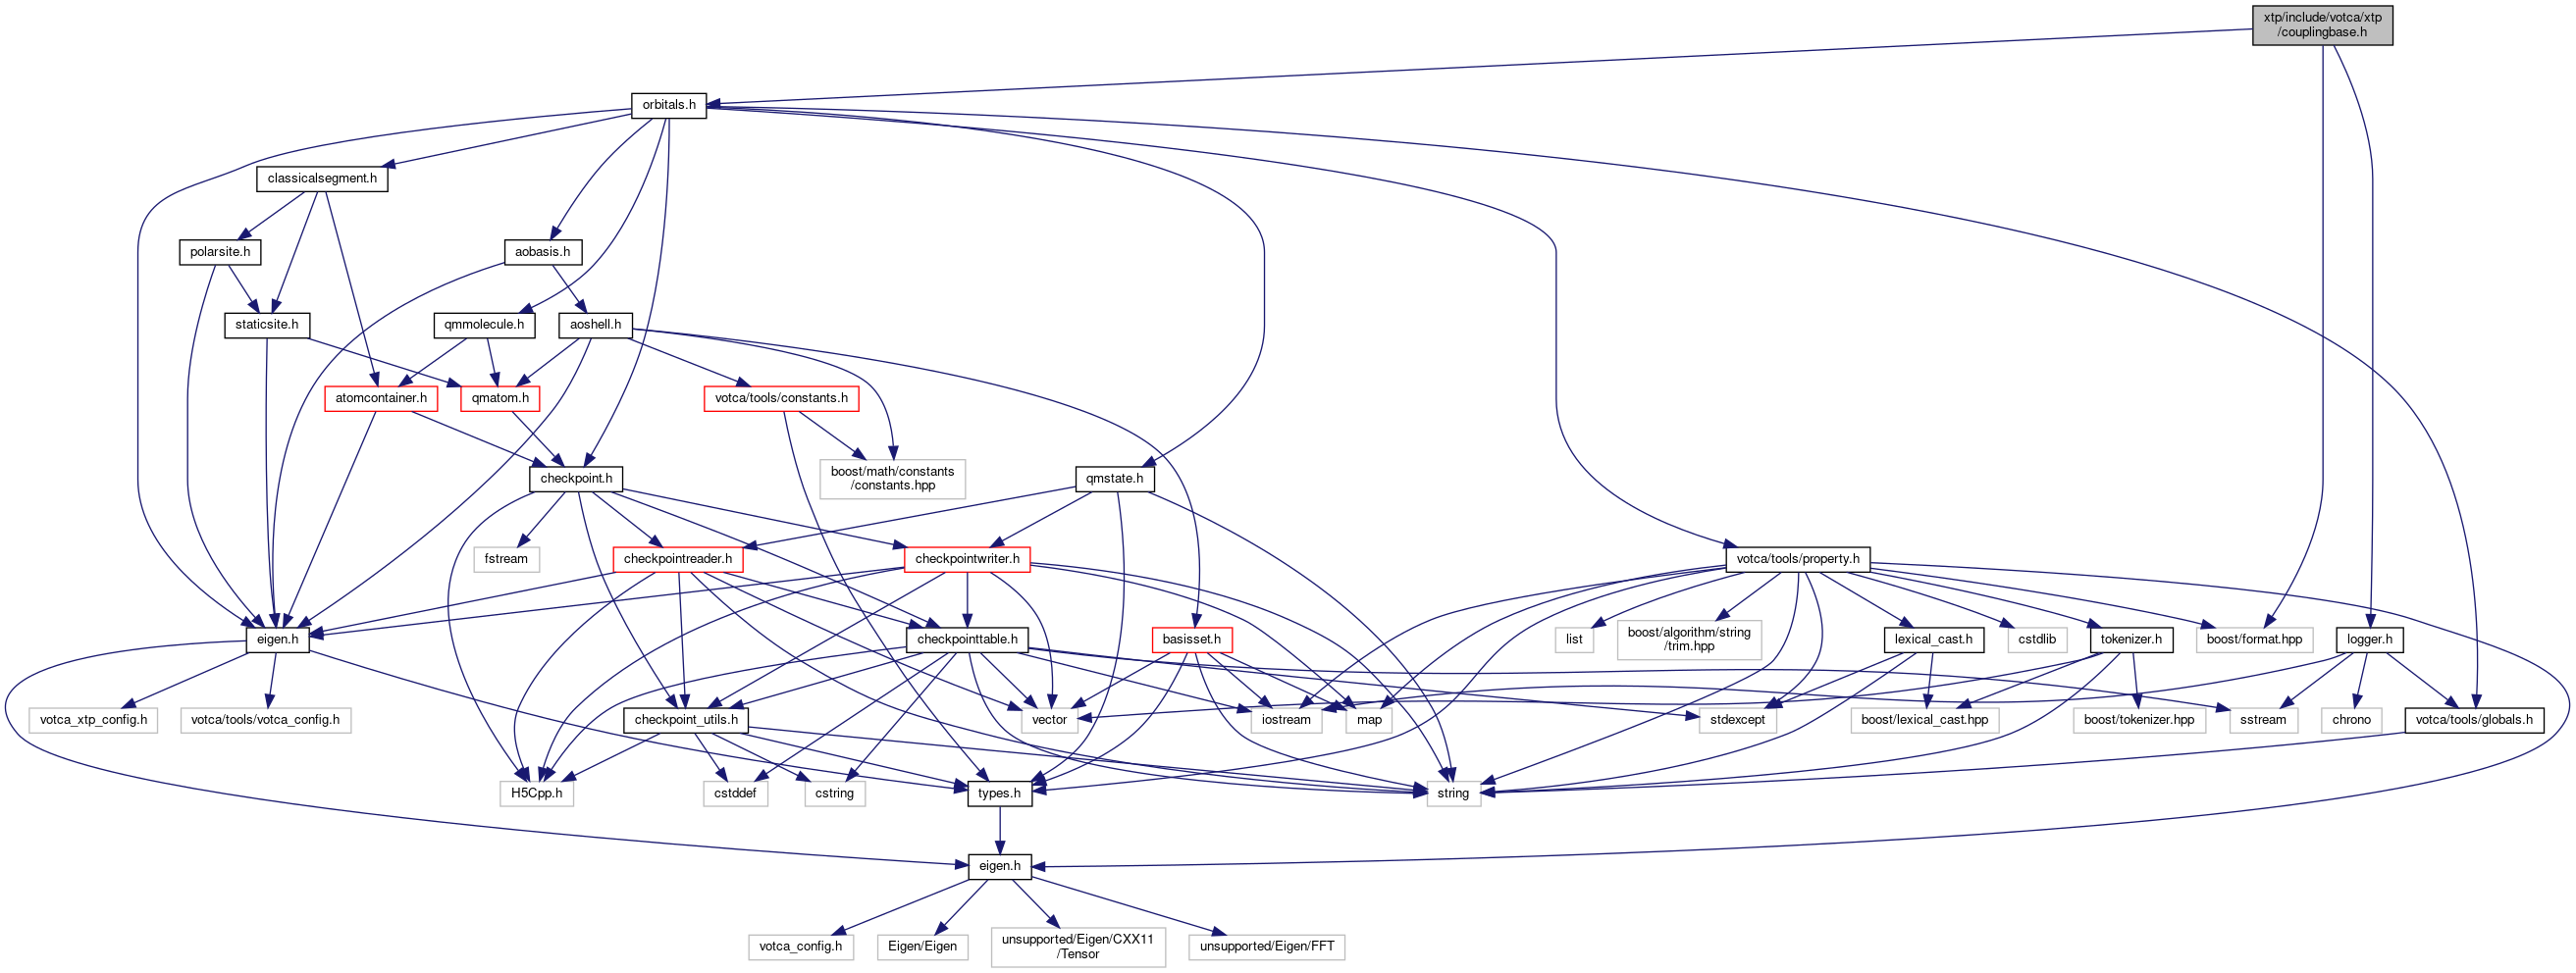 xtp/include/votca/xtp
/couplingbase.h
orbitals.h
classicalsegment.h
polarsite.h
aobasis.h
staticsite.h
qmmolecule.h
aoshell.h
atomcontainer.h
qmatom.h
votca/tools/constants.h
checkpoint.h
boost/math/constants
/constants.hpp
qmstate.h
fstream
checkpointreader.h
checkpointwriter.h
votca/tools/property.h
eigen.h
checkpointtable.h
basisset.h
list
boost/algorithm/string
/trim.hpp
lexical_cast.h
cstdlib
tokenizer.h
boost/format.hpp
logger.h
votca_xtp_config.h
votca/tools/votca_config.h
checkpoint_utils.h
vector
iostream
map
stdexcept
boost/lexical_cast.hpp
boost/tokenizer.hpp
sstream
chrono
votca/tools/globals.h
H5Cpp.h
cstddef
cstring
types.h
string
eigen.h
votca_config.h
Eigen/Eigen
unsupported/Eigen/CXX11
/Tensor
unsupported/Eigen/FFT